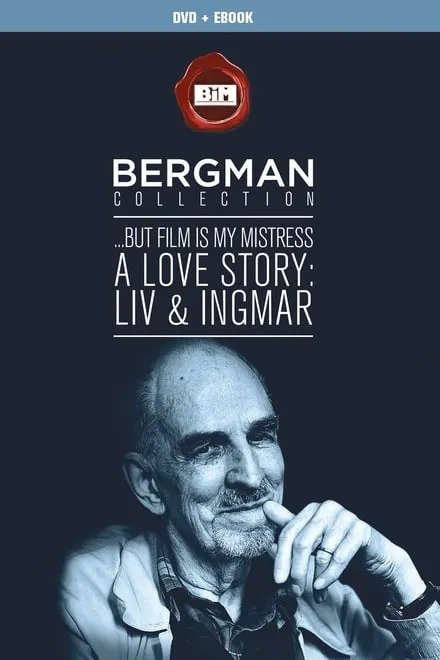 DVD + EBOOK
BiM
BERGMAN
COLLECTION
...BUT FILM IS MY MISTRESS
A LOVE STORY:
LIV & INGMAR